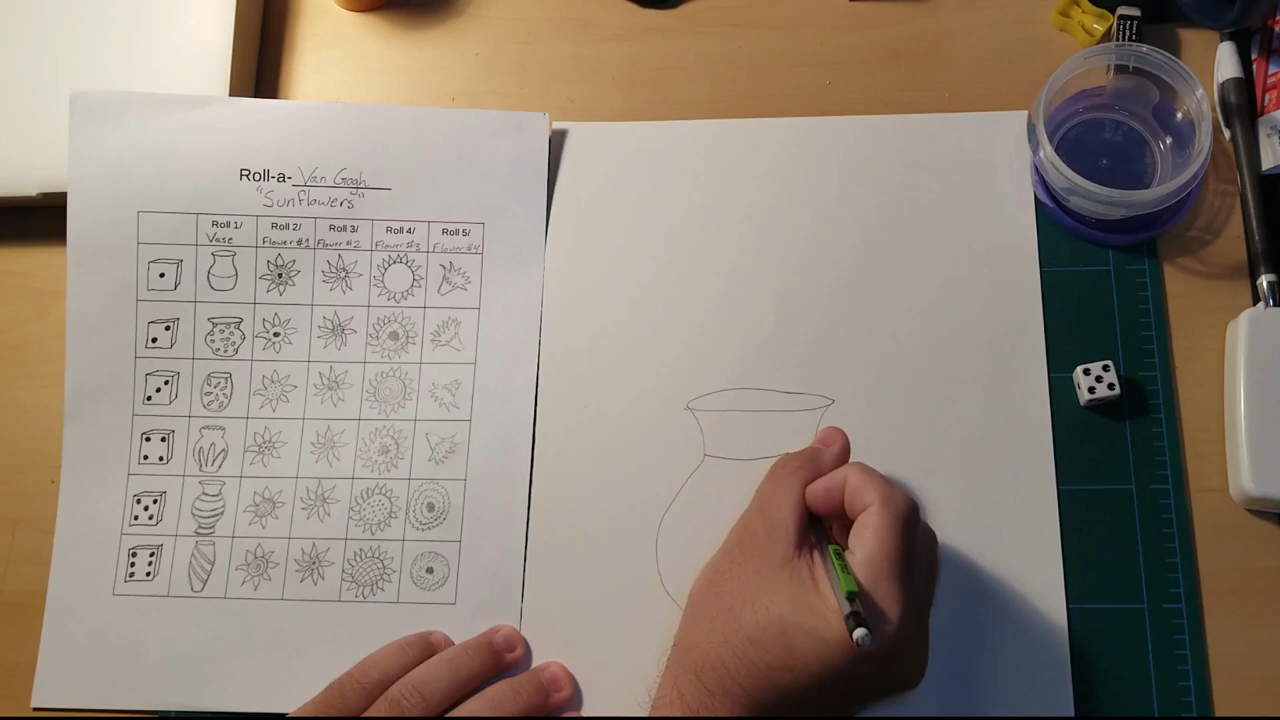 Roll-a- Van Gogh
"Sunflowers"
Roll 1/ Roll 2/ Roll 3/ Roll 4/ Roll 5/
Vase Flower #1 Flower #2 Flower #3 Flower #4